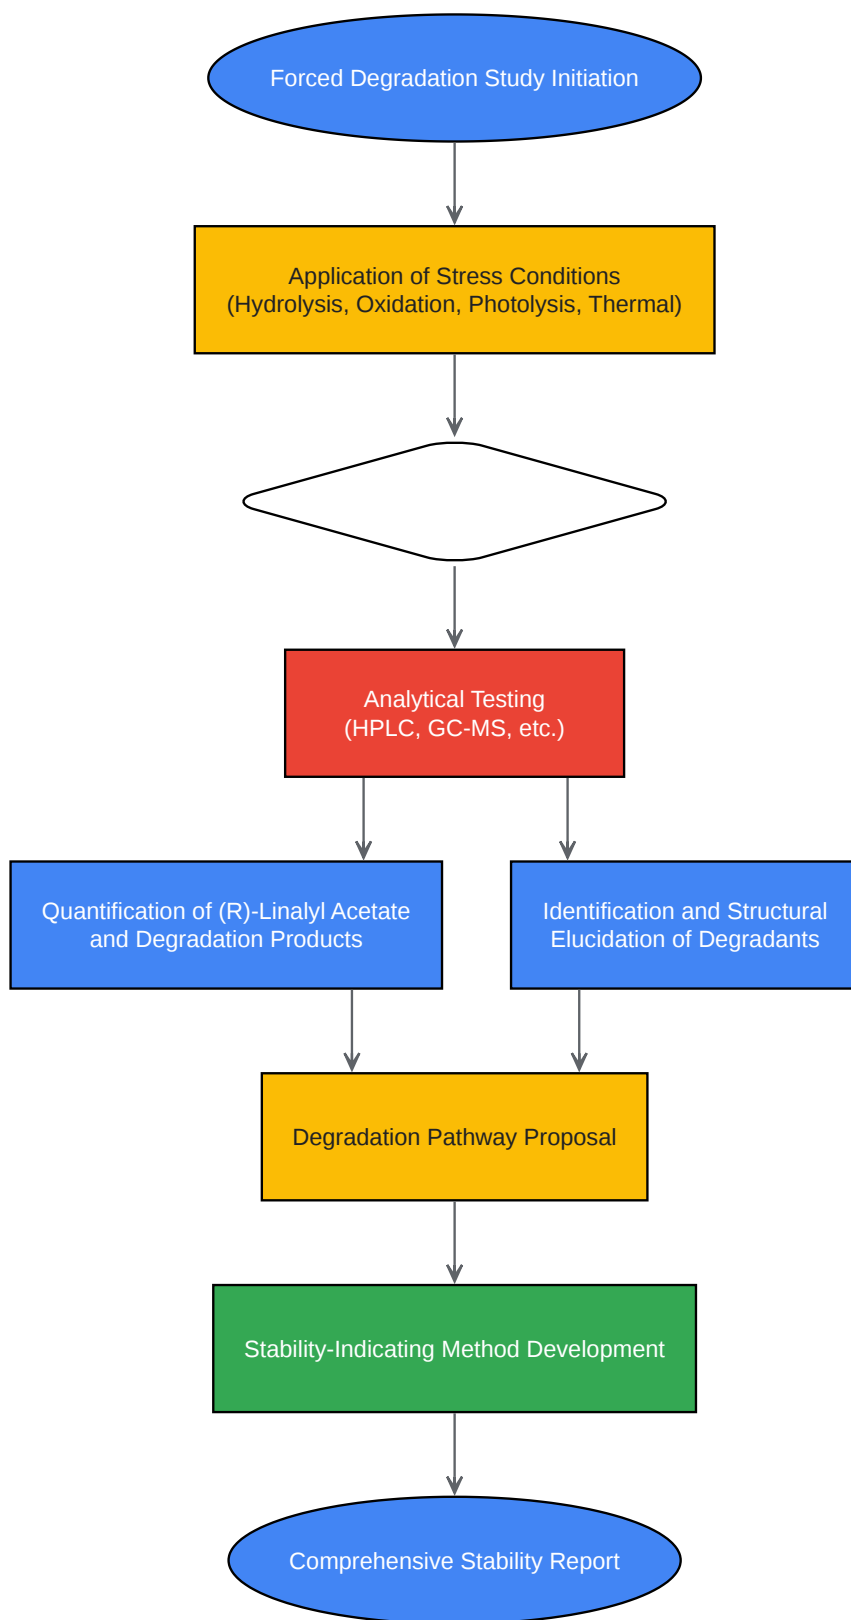 Forced Degradation Study Initiation
Application of Stress Conditions
(Hydrolysis, Oxidation, Photolysis, Thermal)
Analytical Testing
(HPLC, GC-MS, etc.)
Quantification of (R)-Linalyl Acetate
and Degradation Products
Identification and Structural
Elucidation of Degradants
Degradation Pathway Proposal
Stability-Indicating Method Development
Comprehensive Stability Report